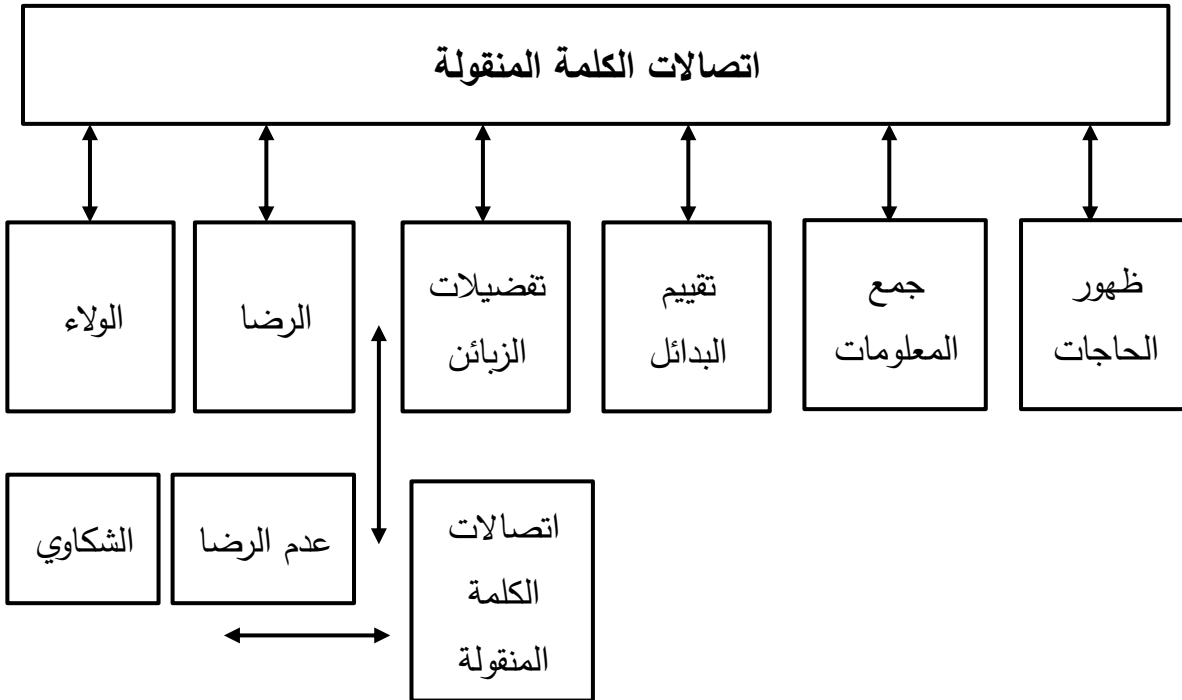 اتصالات الكلمة المنقولة
ظهور
الحاجات
جمع
المعلومات
تقييم
البدائل
تفضيلات
الزبائن
الرضا
الولاء
اتصالات
الكلمة
المنقولة
عدم الرضا
الشكاوي